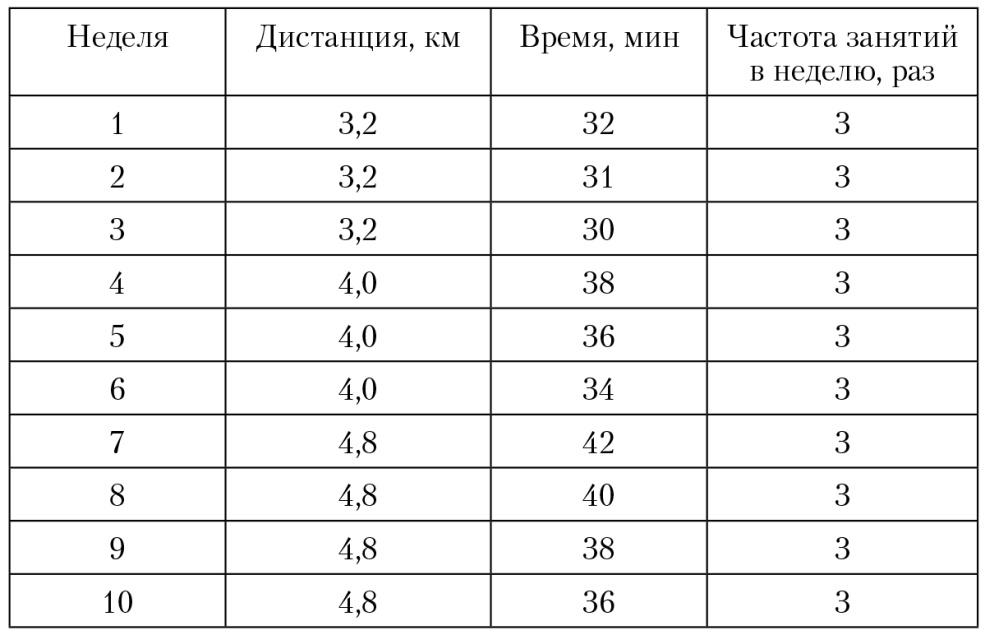 Неделя Дистанция, км Время, мин Частота занятий
в неделю, раз
1 3,2 32 3
2 3,2 31 3
3 3,2 30 3
4 4,0 38 3
5 4,0 36 3
6 4,0 34 3
7 4,8 42 3
8 4,8 40 3
9 4,8 38 3
10 4,8 36 3